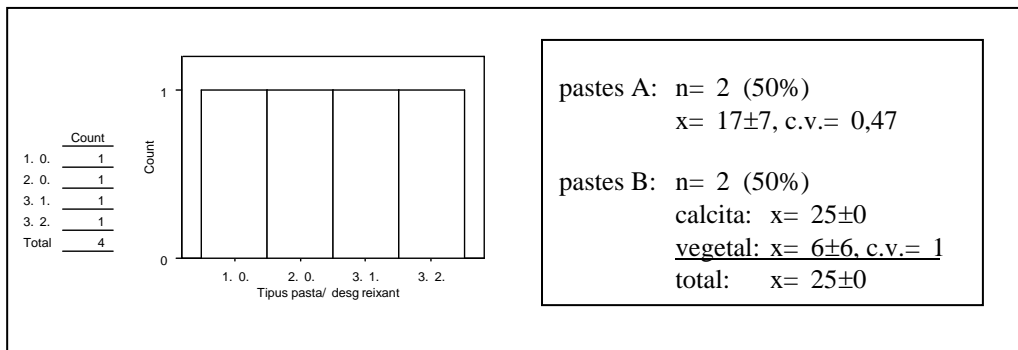 Count
1. 0. 1
2. 0. 1
3. 1. 1
3. 2. 1
Total 4
Count
1
0
1. 0. 2. 0. 3. 1. 3. 2.
Tipus pasta/ desg reixant
pastes A: n= 2 (50%)
x= 17±7, c.v.= 0,47
pastes B: n= 2 (50%)
calcita: x= 25±0
vegetal: x= 6±6, c.v.= 1
total: x= 25±0